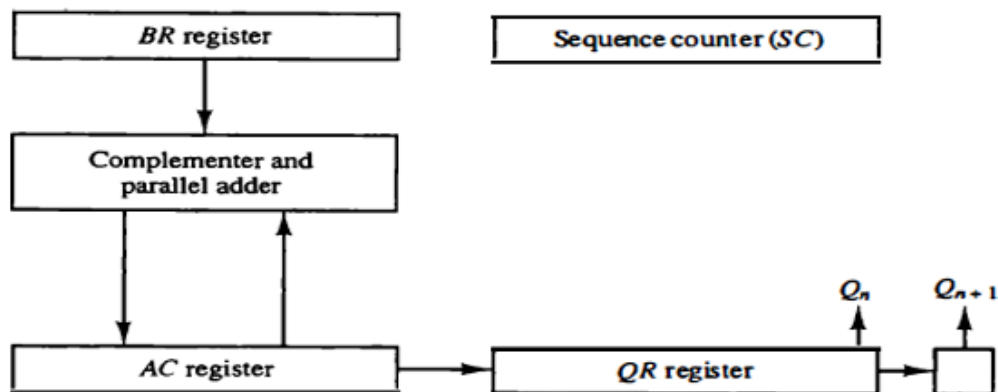 BR register
Sequence counter (SC)
Complementer and
parallel adder
Qₙ
Qₙ₊₁
AC register
QR register